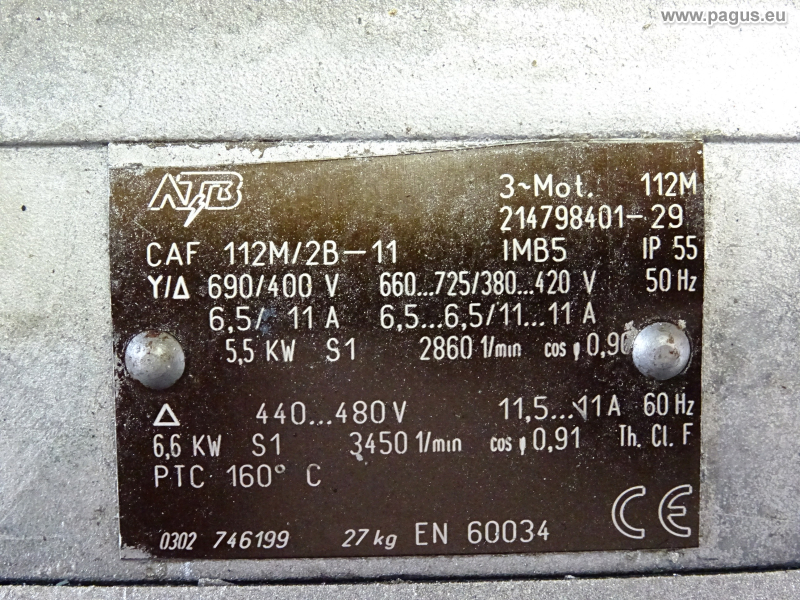 www.pagus.eu
ATB 3~Mot. 112M
214798401-29
CAF 112M/2B-11 IMB5 IP 55
Y/Δ 690/400 V 660...725/380...420 V 50 Hz
6,5/ 11 A 6,5...6,5/11...11 A
5,5 KW S1 2860 1/min cos φ 0,90
Δ 440...480 V 11,5...11 A 60 Hz
6,6 KW S1 3450 1/min cos φ 0,91 Th. Cl. F
PTC 160° C
CE
0302 746199 27 kg EN 60034